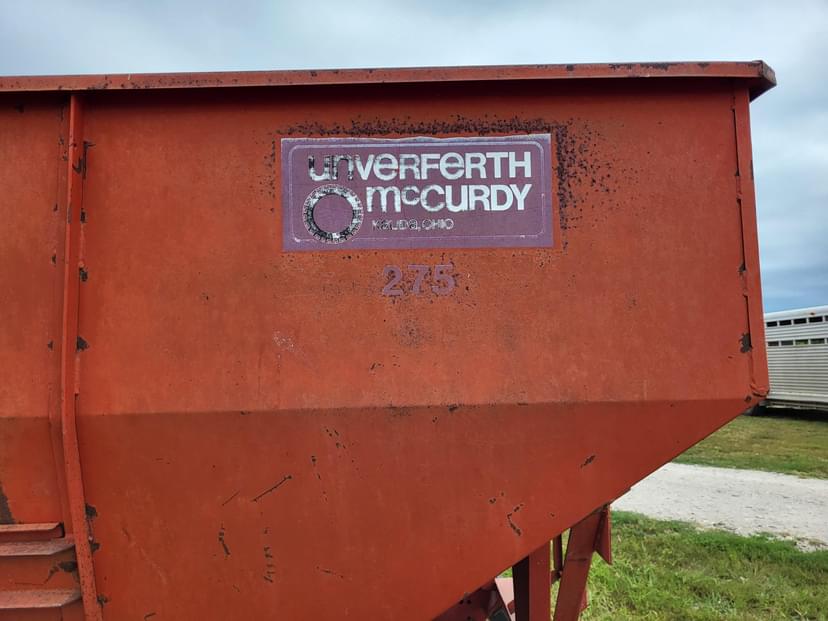 UNVERFERTH
McCURDY
KALIDA, OHIO
275